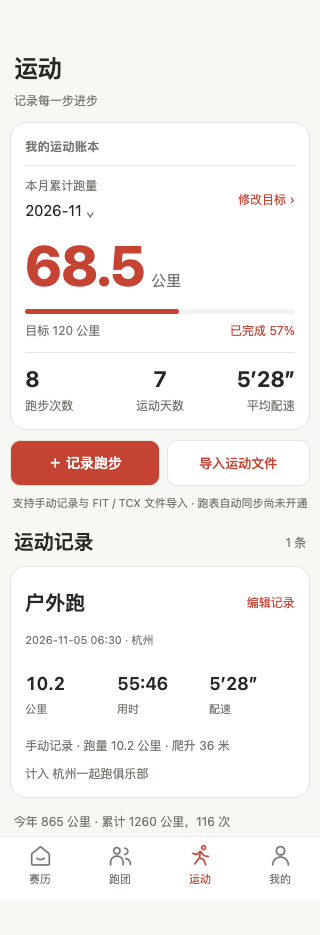 运动
记录每一步进步
我的运动账本
本月累计跑量
2026-11
修改目标 ›
68.5 公里
目标 120 公里
已完成 57%
8
跑步次数
7
运动天数
5′28″
平均配速
+ 记录跑步
导入运动文件
支持手动记录与 FIT / TCX 文件导入 · 跑表自动同步尚未开通
运动记录
1 条
户外跑
编辑记录
2026-11-05 06:30 · 杭州
10.2
公里
55:46
用时
5′28″
配速
手动记录 · 跑量 10.2 公里 · 爬升 36 米
计入 杭州一起跑俱乐部
今年 865 公里 · 累计 1260 公里，116 次
赛历
跑团
运动
我的